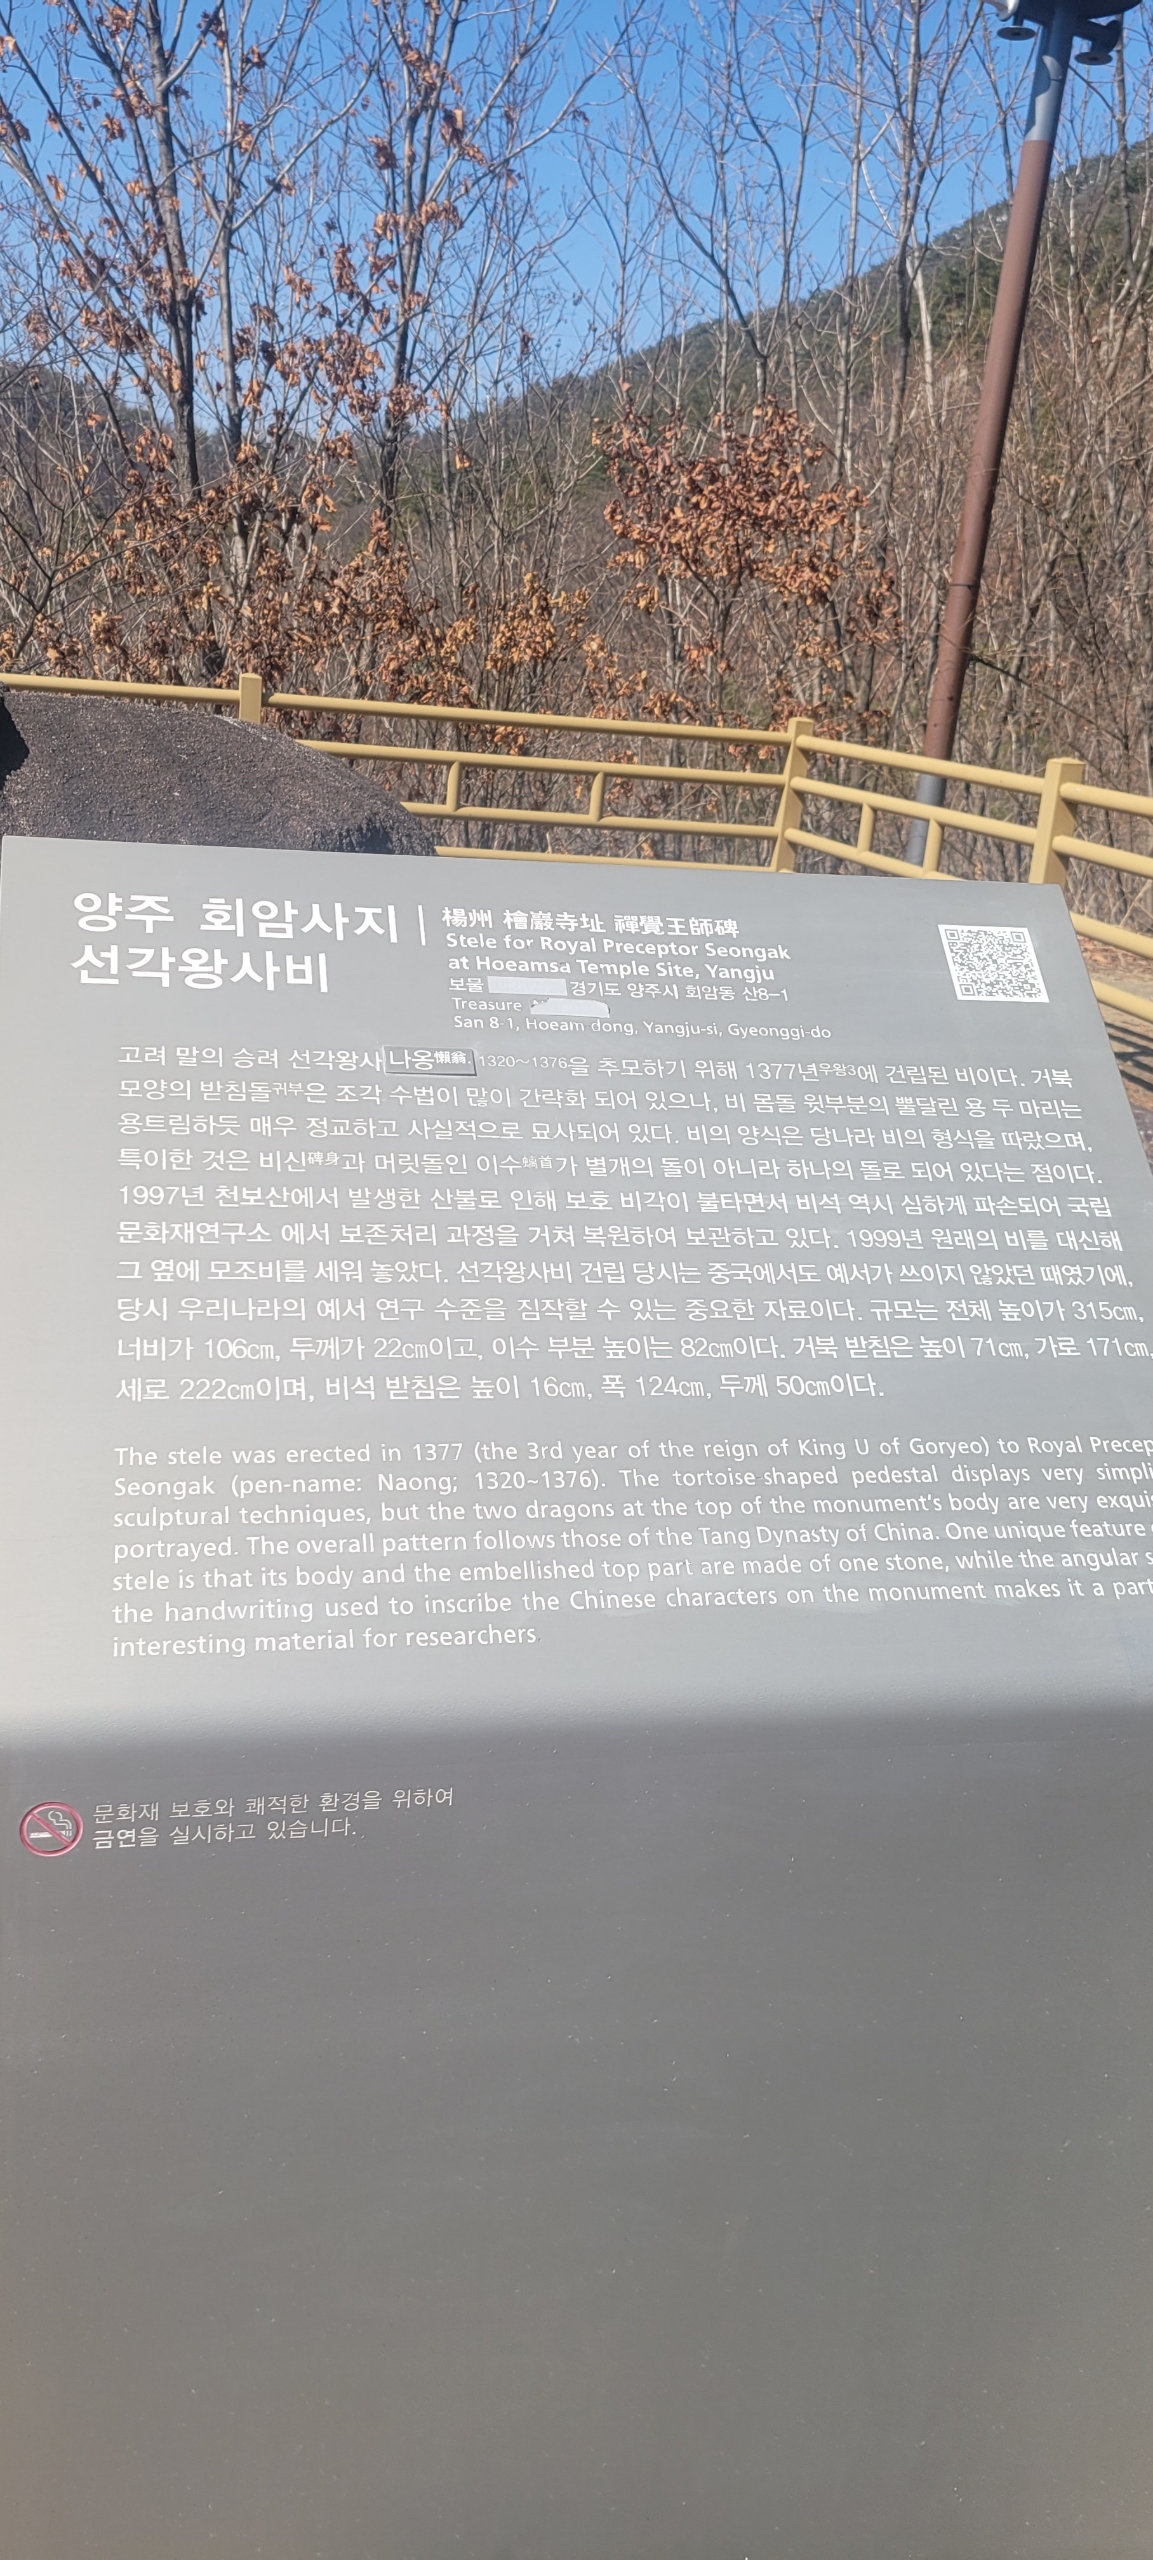 양주 회암사지
선각왕사비
楊州 檜巖寺址 禪覺王師碑
Stele for Royal Preceptor Seongak
at Hoeamsa Temple Site, Yangju
보물 경기도 양주시 회암동 산8-1
Treasure
San 8-1, Hoeam dong, Yangju-si, Gyeonggi-do
고려 말의 승려 선각왕사 나옹懶翁, 1320~1376을 추모하기 위해 1377년우왕3에 건립된 비이다. 거북
모양의 받침돌귀부은 조각 수법이 많이 간략화 되어 있으나, 비 몸돌 윗부분의 뿔달린 용 두 마리는
용트림하듯 매우 정교하고 사실적으로 묘사되어 있다. 비의 양식은 당나라 비의 형식을 따랐으며,
특이한 것은 비신碑身과 머릿돌인 이수螭首가 별개의 돌이 아니라 하나의 돌로 되어 있다는 점이다.
1997년 천보산에서 발생한 산불로 인해 보호 비각이 불타면서 비석 역시 심하게 파손되어 국립
문화재연구소 에서 보존처리 과정을 거쳐 복원하여 보관하고 있다. 1999년 원래의 비를 대신해
그 옆에 모조비를 세워 놓았다. 선각왕사비 건립 당시는 중국에서도 예서가 쓰이지 않았던 때였기에,
당시 우리나라의 예서 연구 수준을 짐작할 수 있는 중요한 자료이다. 규모는 전체 높이가 315cm,
너비가 106cm, 두께가 22cm이고, 이수 부분 높이는 82cm이다. 거북 받침은 높이 71cm, 가로 171cm,
세로 222cm이며, 비석 받침은 높이 16cm, 폭 124cm, 두께 50cm이다.
The stele was erected in 1377 (the 3rd year of the reign of King U of Goryeo) to Royal Precep
Seongak (pen-name: Naong; 1320~1376). The tortoise-shaped pedestal displays very simpli
sculptural techniques, but the two dragons at the top of the monument's body are very exquis
portrayed. The overall pattern follows those of the Tang Dynasty of China. One unique feature
stele is that its body and the embellished top part are made of one stone, while the angular s
the handwriting used to inscribe the Chinese characters on the monument makes it a part
interesting material for researchers.
문화재 보호와 쾌적한 환경을 위하여
금연을 실시하고 있습니다.